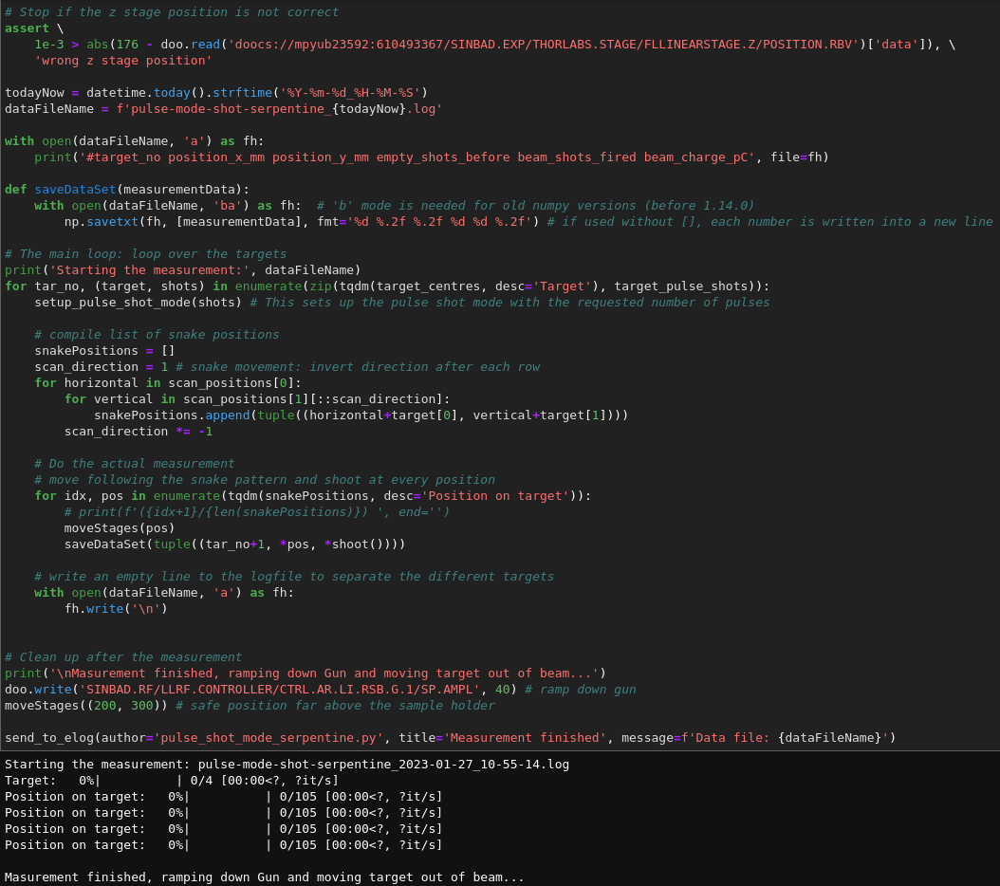 # Stop if the z stage position is not correct
assert \
    1e-3 > abs(176 - doo.read('doocs://mpyub23592:610493367/SINBAD.EXP/THORLABS.STAGE/FLLINEARSTAGE.Z/POSITION.RBV')['data']), \
    'wrong z stage position'

todayNow = datetime.today().strftime('%Y-%m-%d_%H-%M-%S')
dataFileName = f'pulse-mode-shot-serpentine_{todayNow}.log'

with open(dataFileName, 'a') as fh:
    print('#target_no position_x_mm position_y_mm empty_shots_before beam_shots_fired beam_charge_pC', file=fh)

def saveDataSet(measurementData):
    with open(dataFileName, 'ba') as fh:  # 'b' mode is needed for old numpy versions (before 1.14.0)
        np.savetxt(fh, [measurementData], fmt='%d %.2f %.2f %d %d %.2f') # if used without [], each number is written into a new line

# The main loop: loop over the targets
print('Starting the measurement:', dataFileName)
for tar_no, (target, shots) in enumerate(zip(tqdm(target_centres, desc='Target'), target_pulse_shots)):
    setup_pulse_shot_mode(shots) # This sets up the pulse shot mode with the requested number of pulses

    # compile list of snake positions
    snakePositions = []
    scan_direction = 1 # snake movement: invert direction after each row
    for horizontal in scan_positions[0]:
        for vertical in scan_positions[1][::scan_direction]:
            snakePositions.append(tuple((horizontal+target[0], vertical+target[1])))
        scan_direction *= -1

    # Do the actual measurement
    # move following the snake pattern and shoot at every position
    for idx, pos in enumerate(tqdm(snakePositions, desc='Position on target')):
        # print(f'({idx+1}/{len(snakePositions)}) ', end='')
        moveStages(pos)
        saveDataSet(tuple((tar_no+1, *pos, *shoot())))

    # write an empty line to the logfile to separate the different targets
    with open(dataFileName, 'a') as fh:
        fh.write('\n')


# Clean up after the measurement
print('\nMasurement finished, ramping down Gun and moving target out of beam...')
doo.write('SINBAD.RF/LLRF.CONTROLLER/CTRL.AR.LI.RSB.G.1/SP.AMPL', 40) # ramp down gun
moveStages((200, 300)) # safe position far above the sample holder

send_to_elog(author='pulse_shot_mode_serpentine.py', title='Measurement finished', message=f'Data file: {dataFileName}')
Starting the measurement: pulse-mode-shot-serpentine_2023-01-27_10-55-14.log
Target:   0%|          | 0/4 [00:00<?, ?it/s]
Position on target:   0%|          | 0/105 [00:00<?, ?it/s]
Position on target:   0%|          | 0/105 [00:00<?, ?it/s]
Position on target:   0%|          | 0/105 [00:00<?, ?it/s]
Position on target:   0%|          | 0/105 [00:00<?, ?it/s]

Masurement finished, ramping down Gun and moving target out of beam...